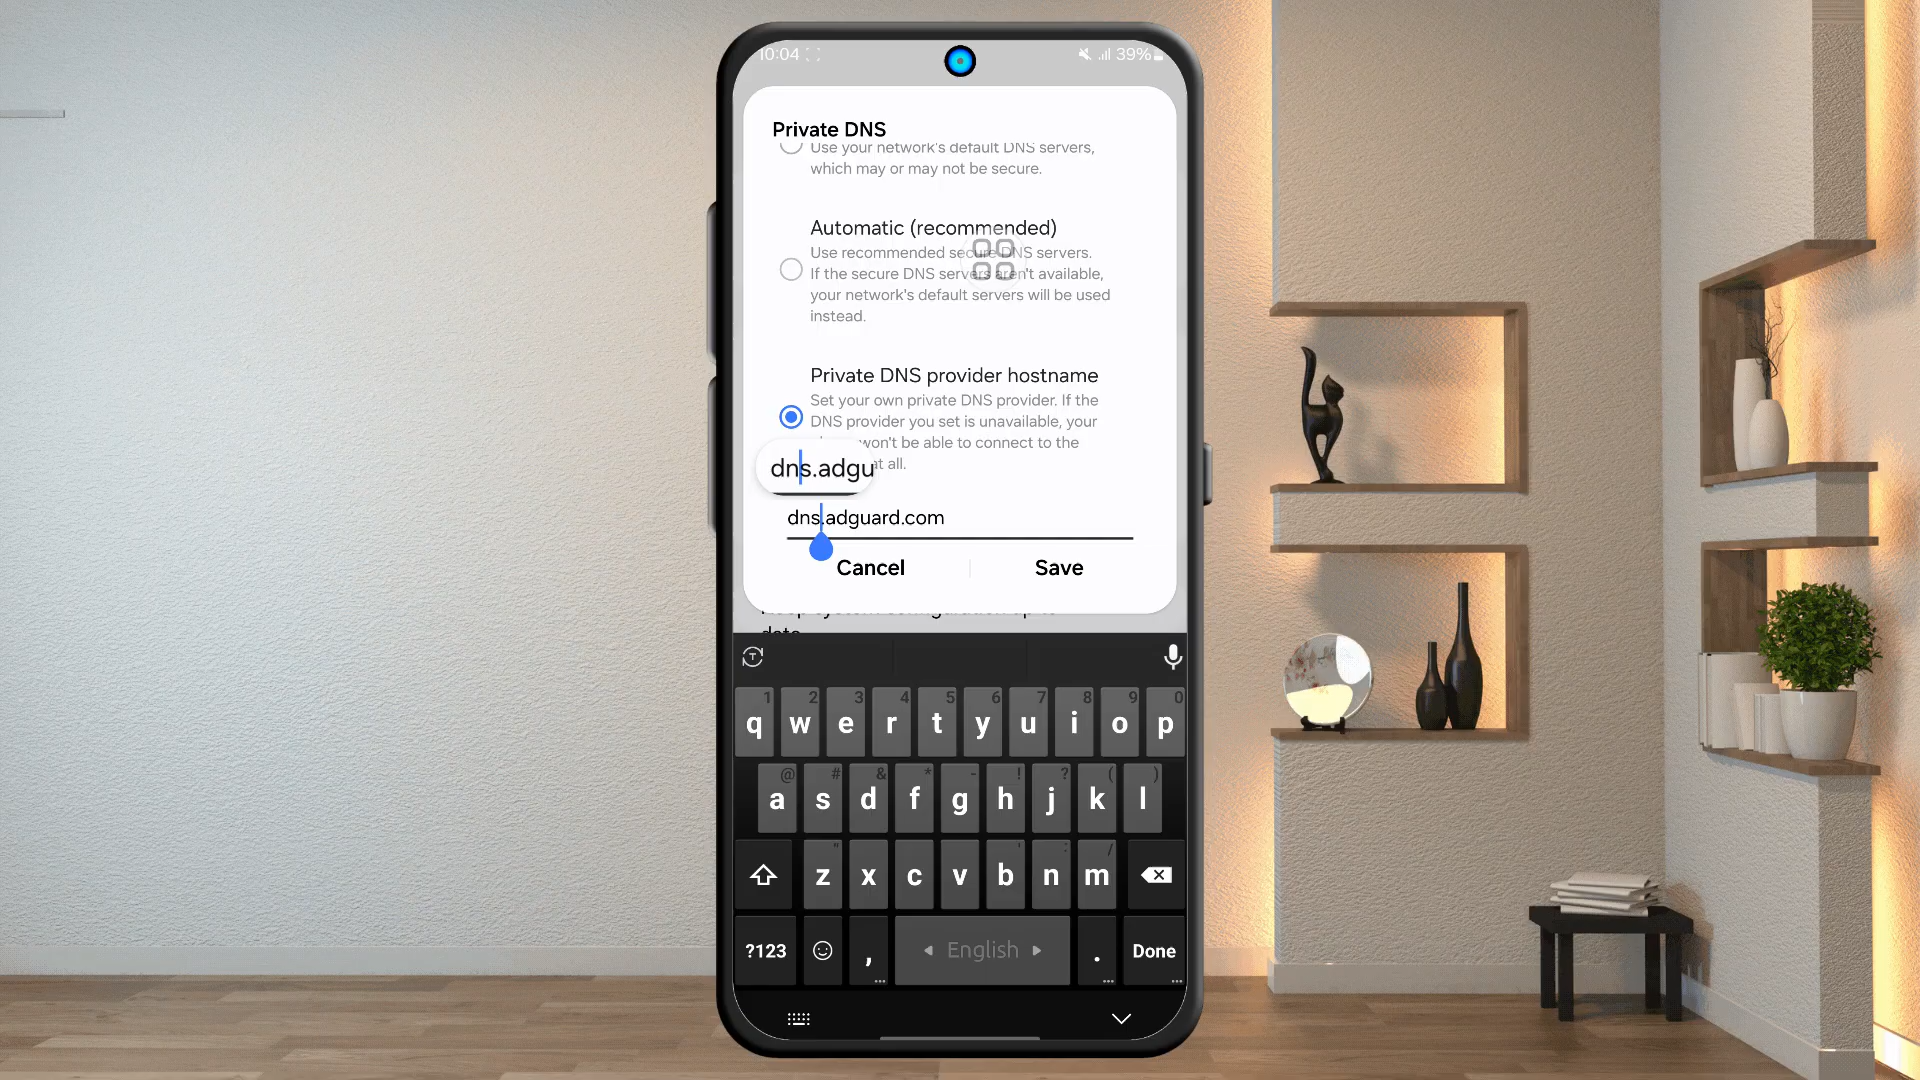 10:04 39%
Private DNS
Use your network's default DNS servers,
which may or may not be secure.
Automatic (recommended)
Use recommended secure DNS servers.
If the secure DNS servers aren't available,
your network's default servers will be used
instead.
Private DNS provider hostname
Set your own private DNS provider. If the
DNS provider you set is unavailable, your
won't be able to connect to the
at all.
dns.adgu
dns.adguard.com
Cancel Save
1 2 3 4 5 6 7 8 9 0
q w e r t y u i o p
@ # & * - ! ? ( )
a s d f g h j k l
" ' : /
z x c v b n m
?123 , English . Done